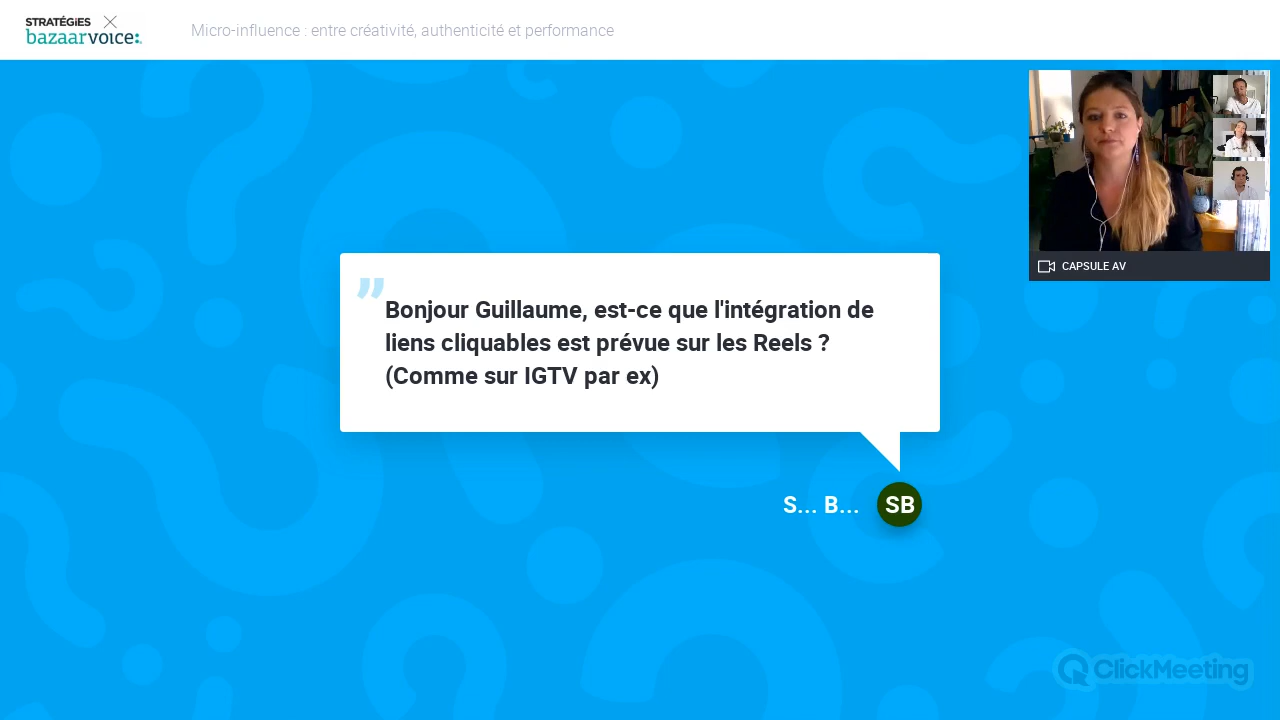 STRATÉGIES
bazaarvoice:
Micro-influence : entre créativité, authenticité et performance
CAPSULE AV
" Bonjour Guillaume, est-ce que l'intégration de
liens cliquables est prévue sur les Reels ?
(Comme sur IGTV par ex)
S... B... SB
ClickMeeting